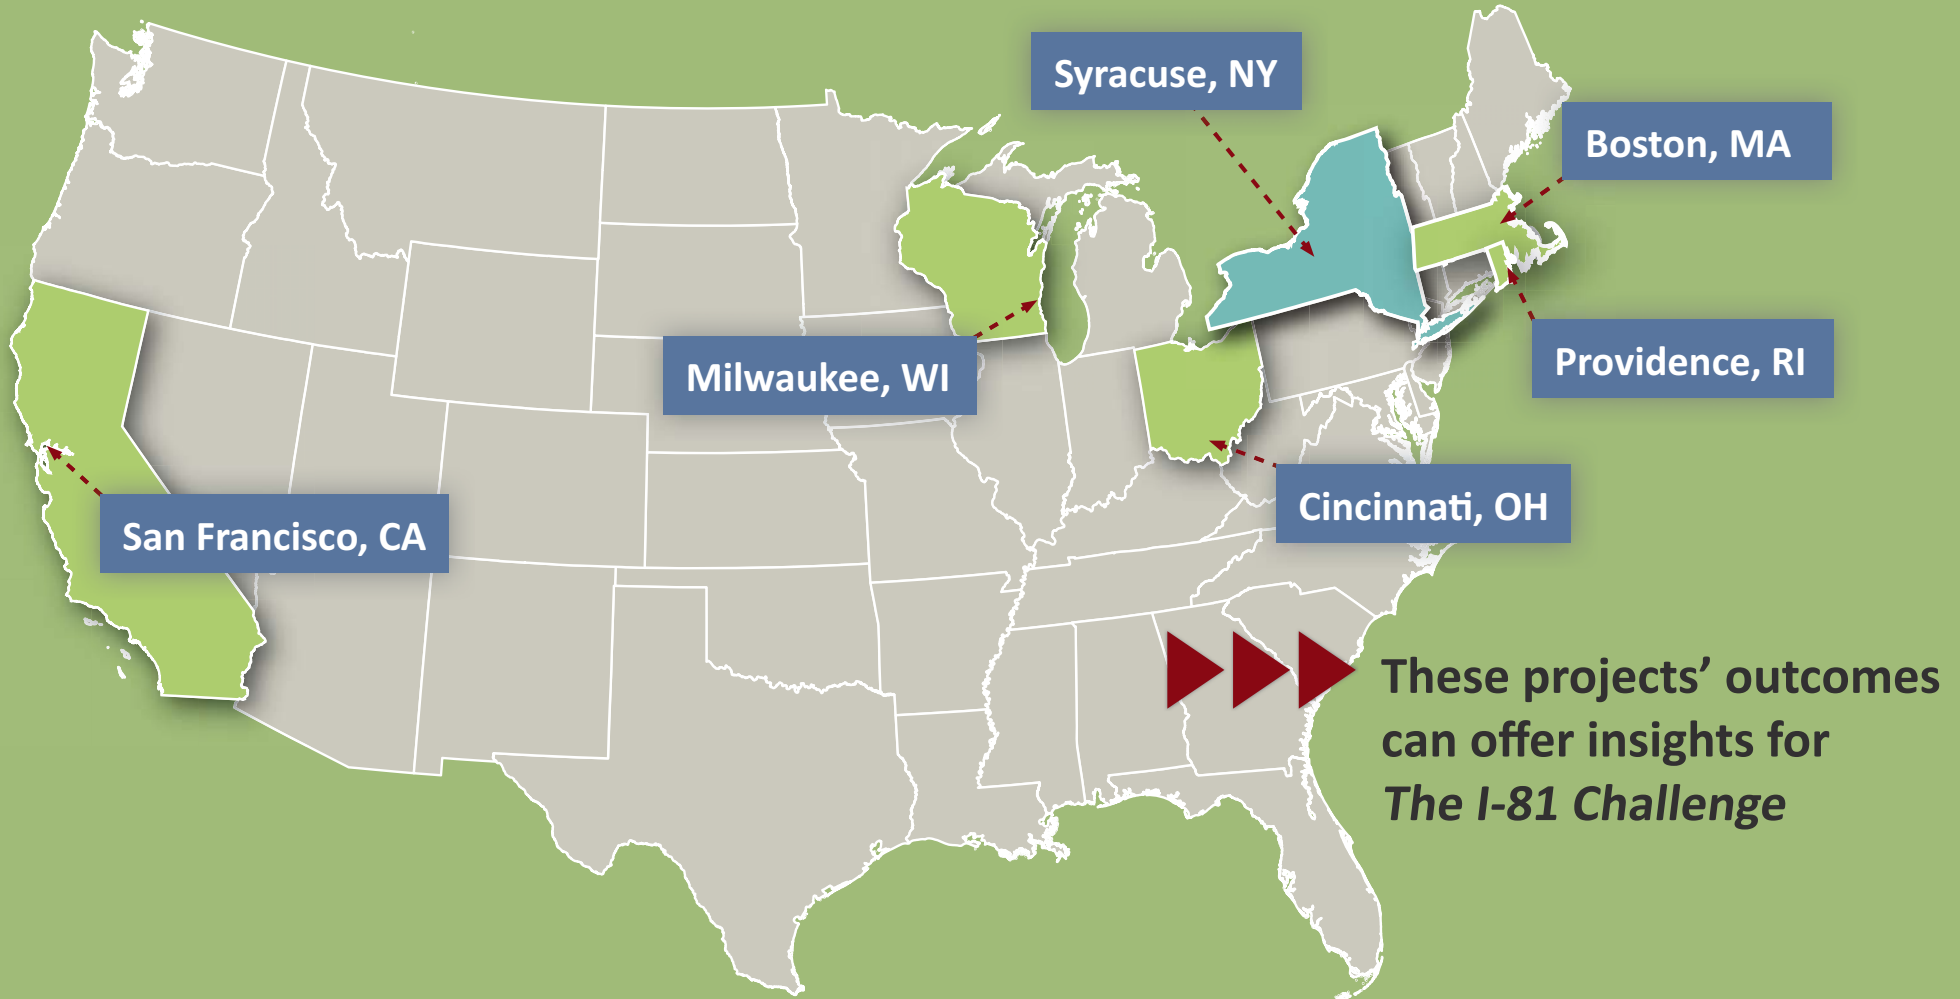 Syracuse, NY
Boston, MA
Providence, RI
Milwaukee, WI
Cincinnati, OH
San Francisco, CA
These projects’ outcomes
can offer insights for
The I-81 Challenge